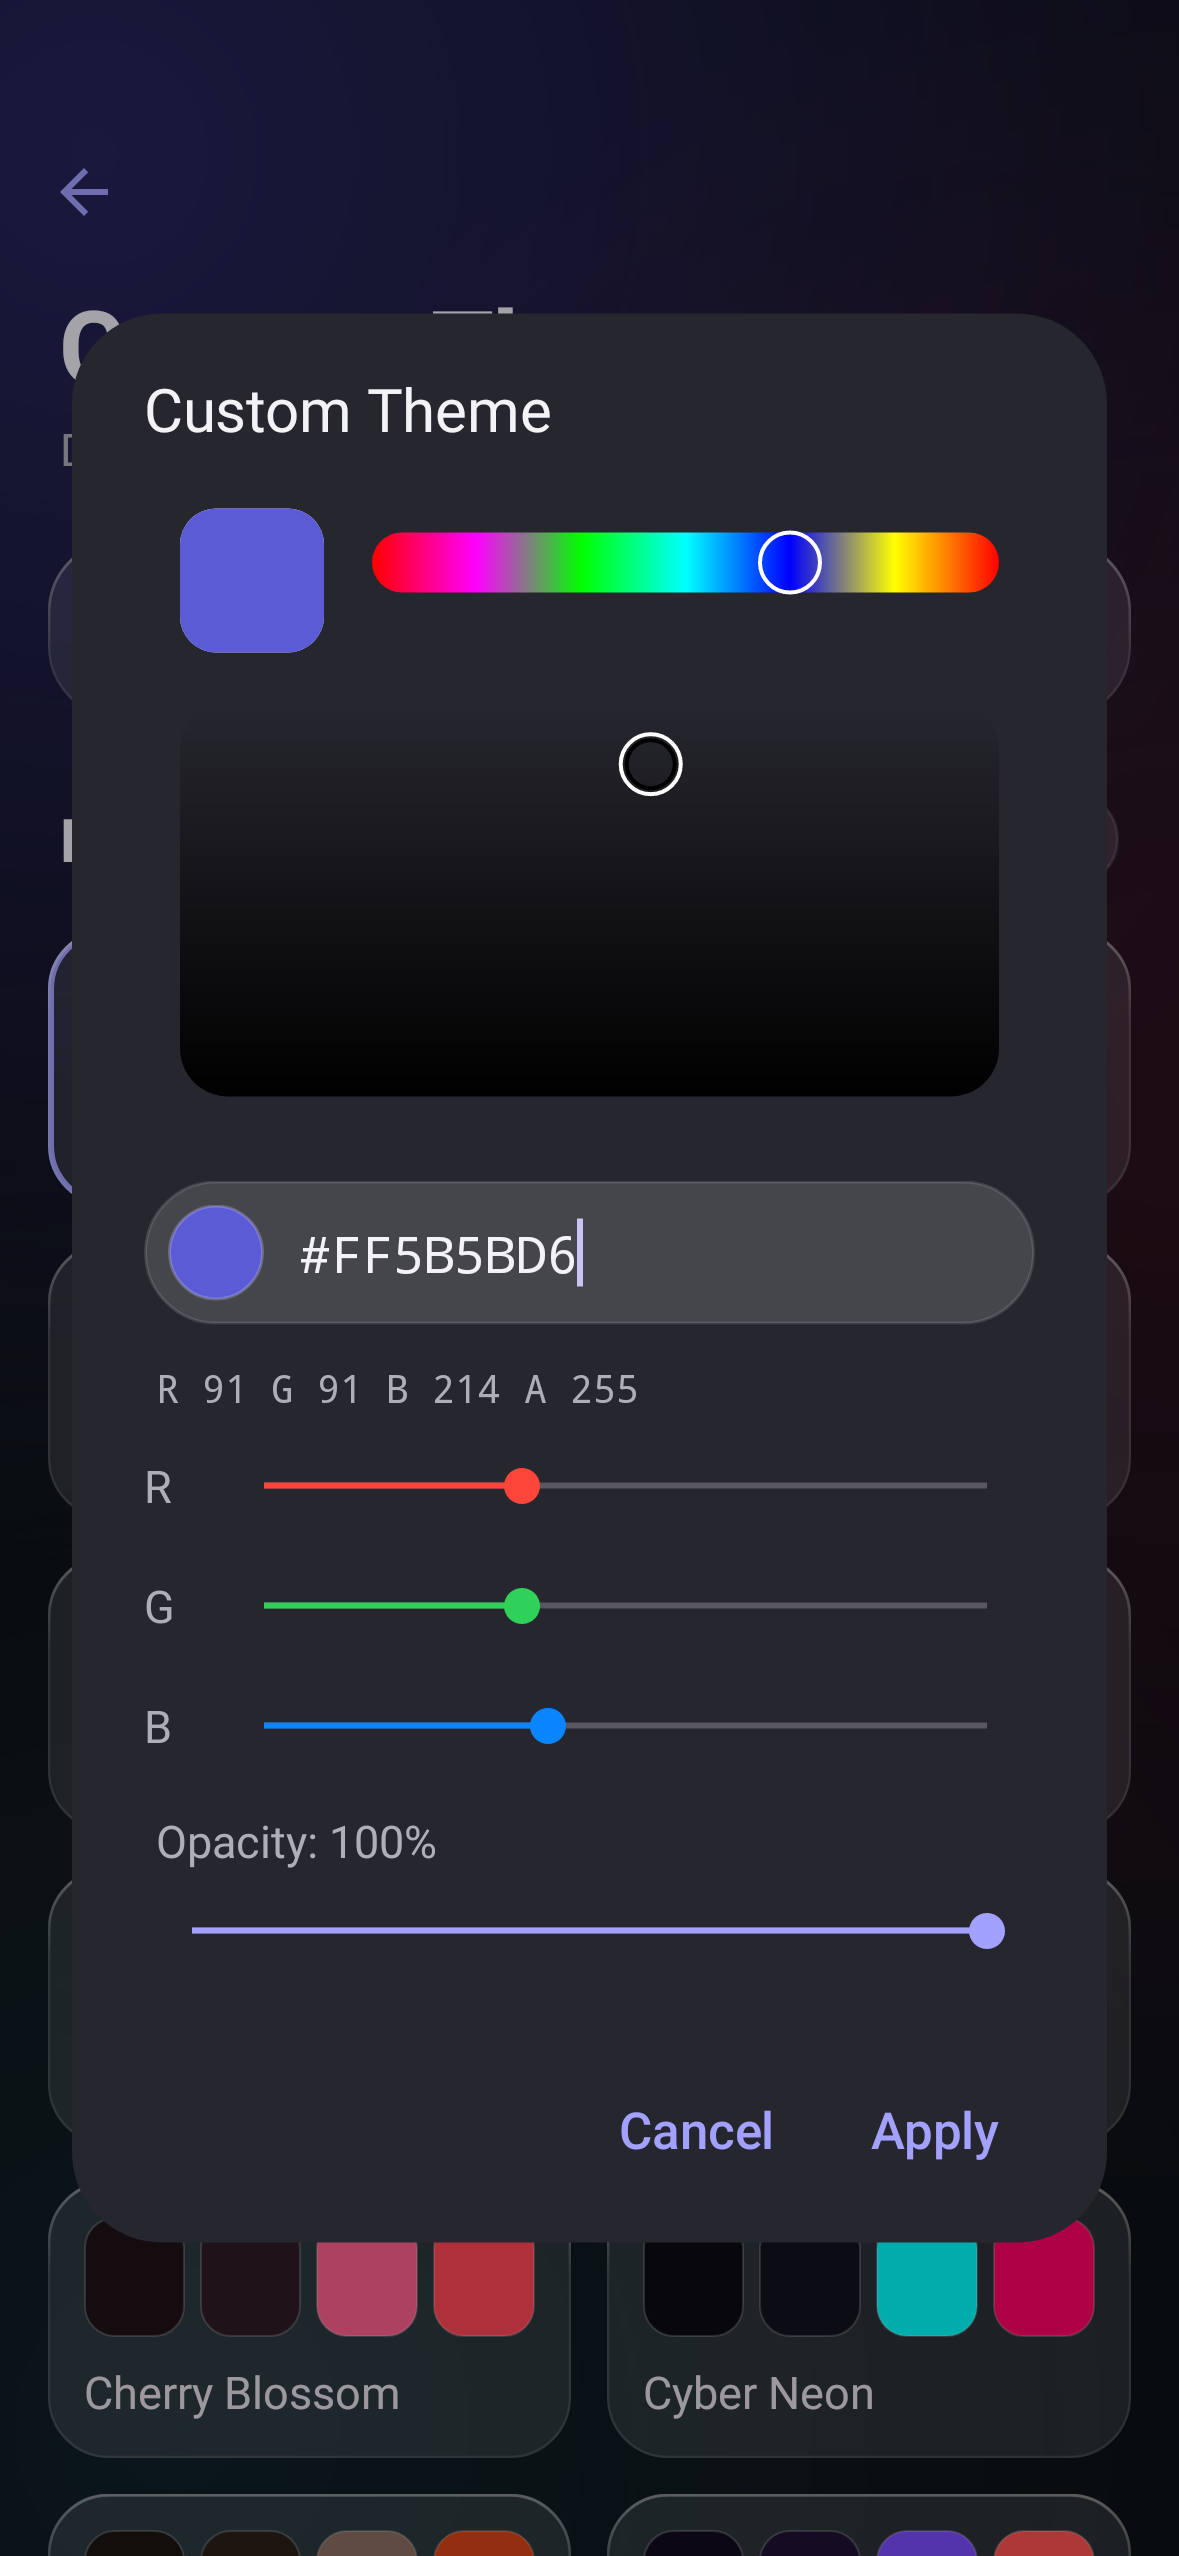 Custom Theme
#FF5B5BD6
R 91 G 91 B 214 A 255
R
G
B
Opacity: 100%
Cancel Apply
Cherry Blossom Cyber Neon